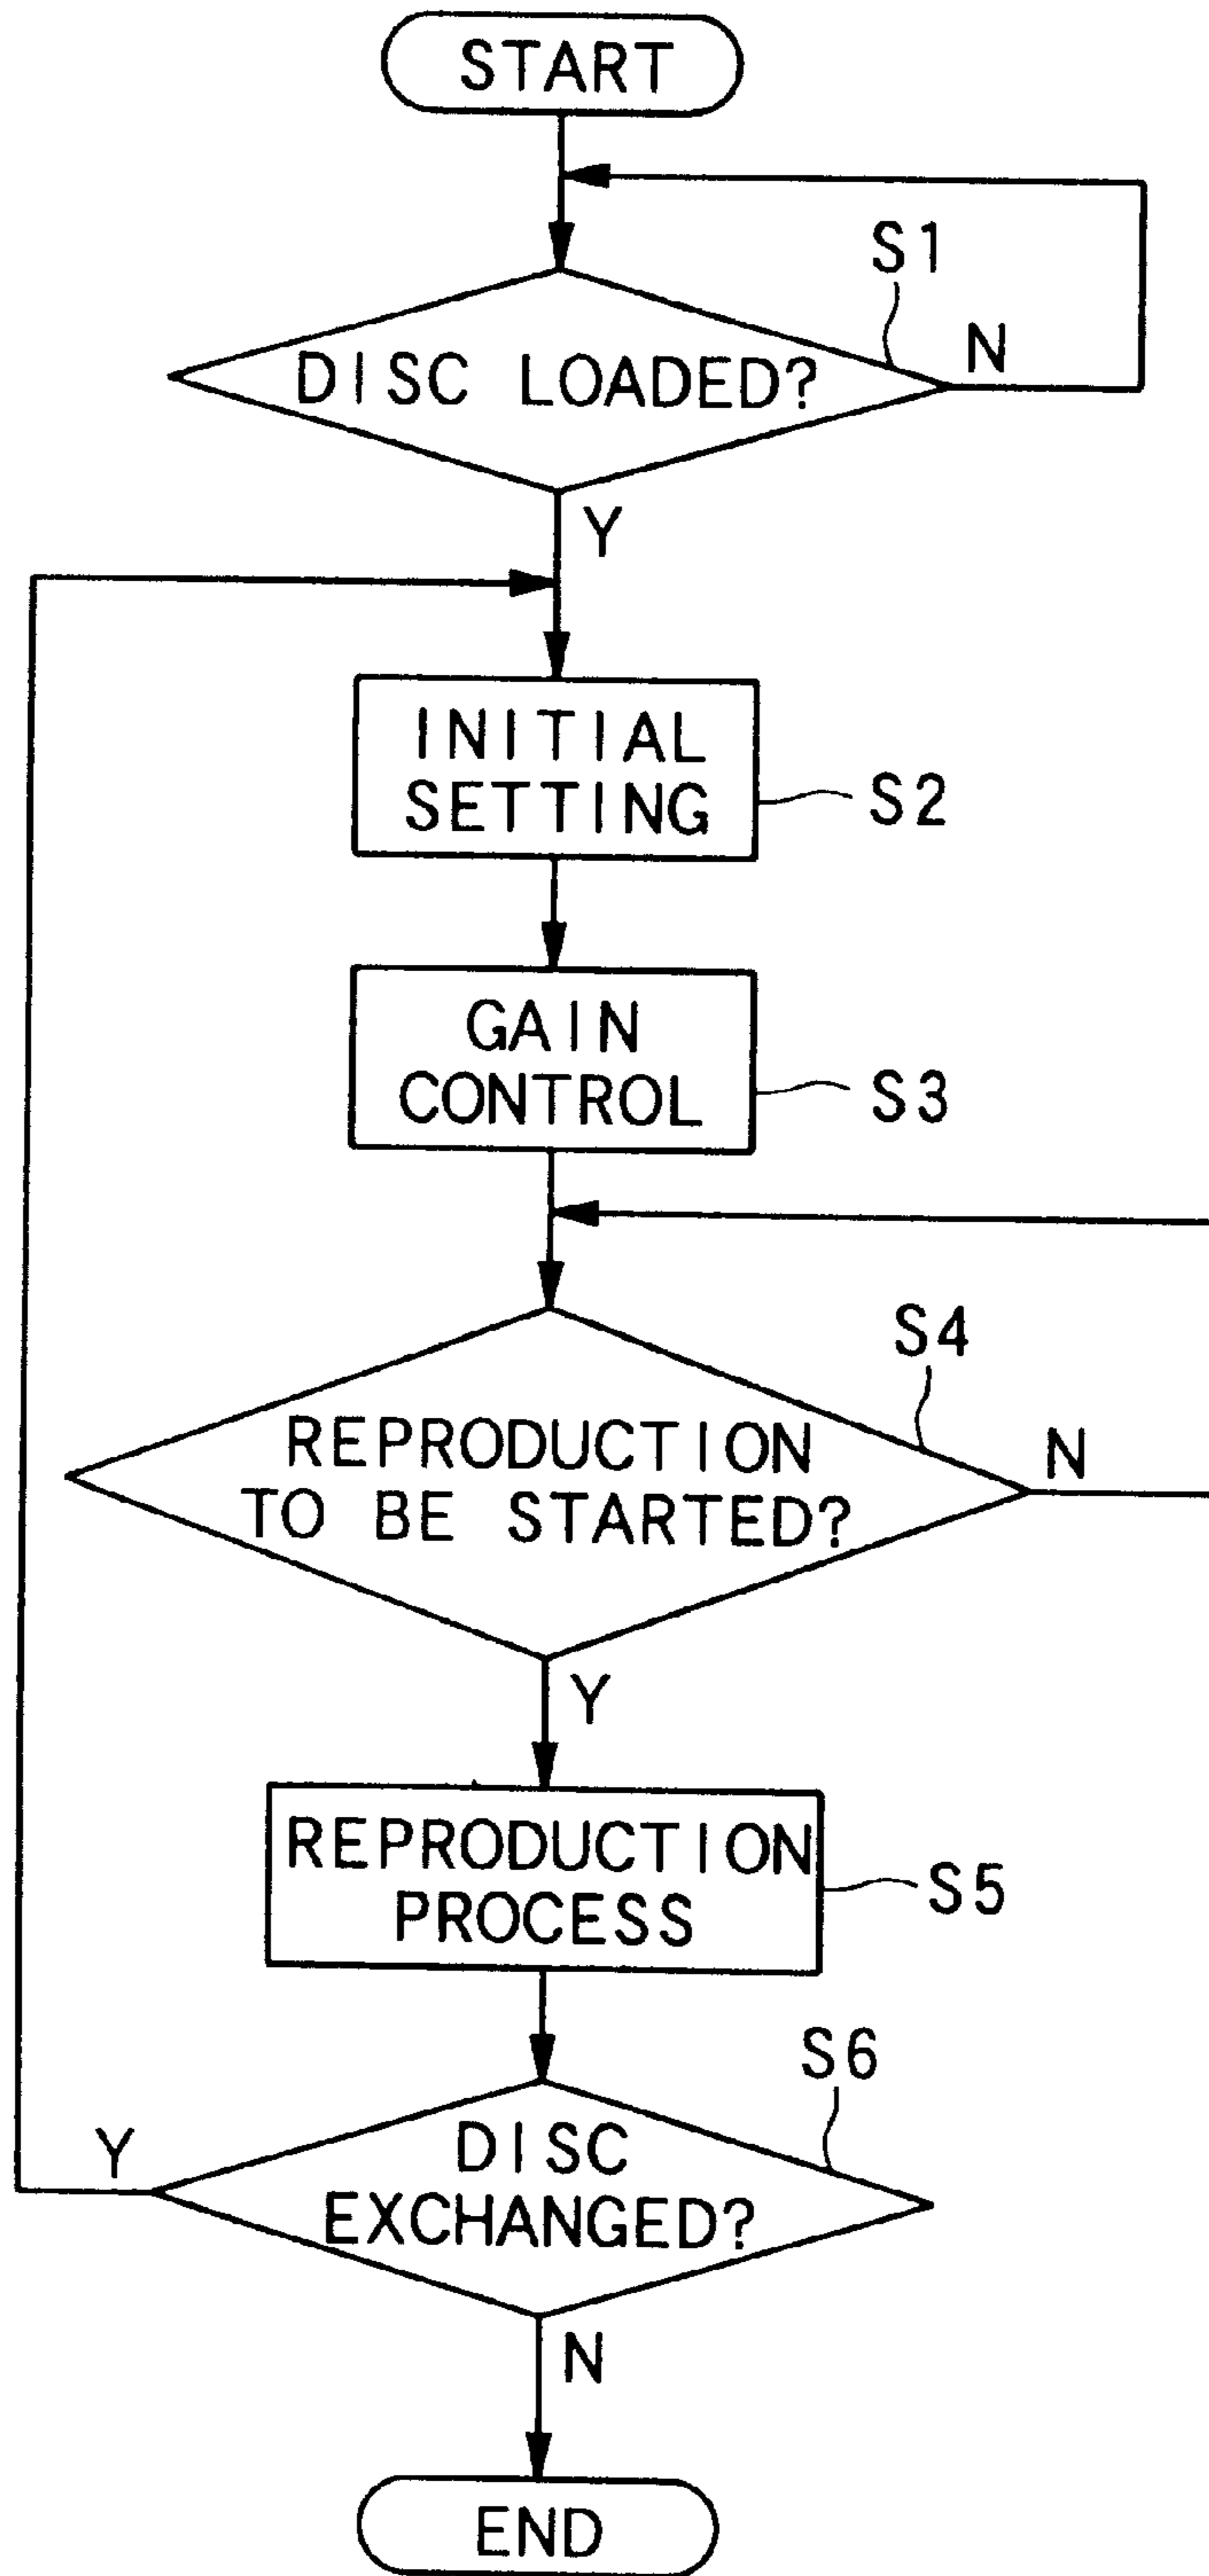 START
S1
DISC LOADED?
N
Y
INITIAL
SETTING
S2
GAIN
CONTROL
S3
S4
REPRODUCTION
TO BE STARTED?
N
Y
REPRODUCTION
PROCESS
S5
S6
DISC
EXCHANGED?
Y
N
END